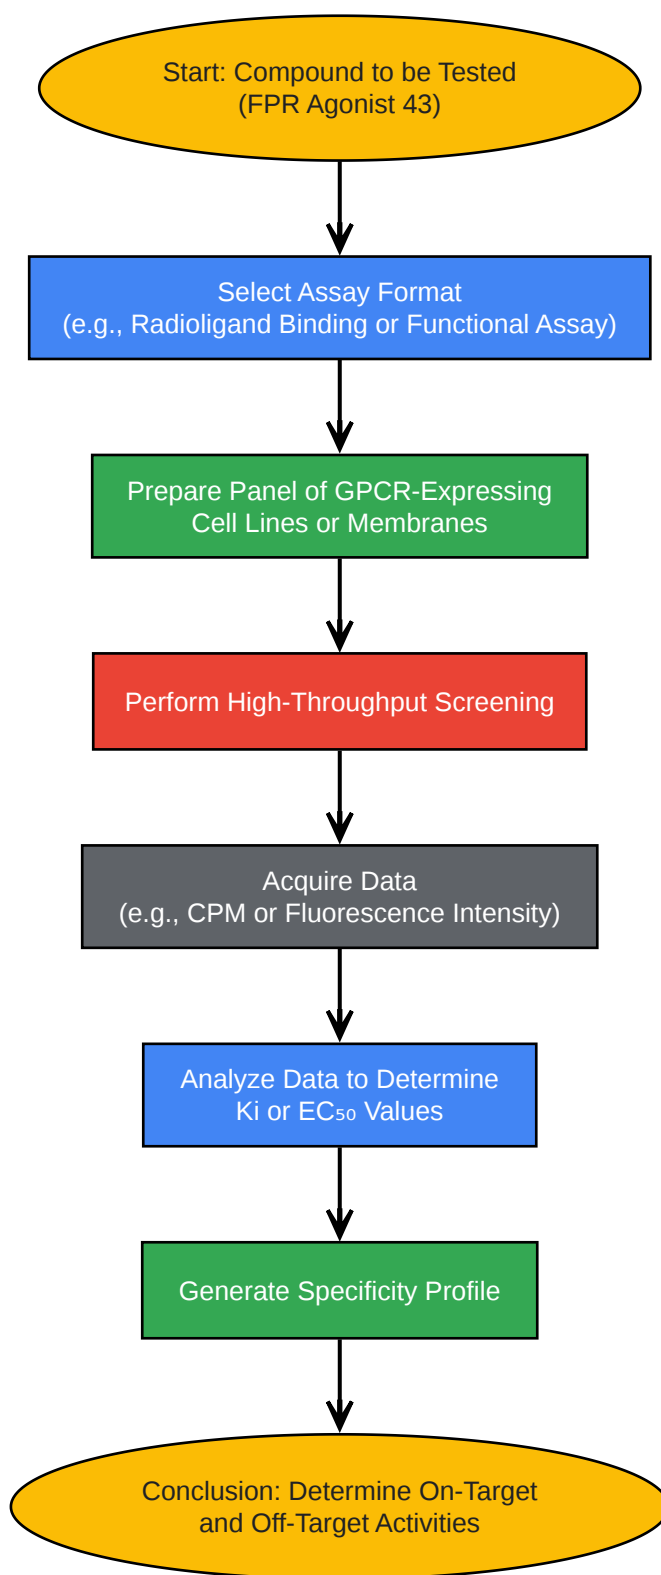 Start: Compound to be Tested
(FPR Agonist 43)
Select Assay Format
(e.g., Radioligand Binding or Functional Assay)
Prepare Panel of GPCR-Expressing
Cell Lines or Membranes
Perform High-Throughput Screening
Acquire Data
(e.g., CPM or Fluorescence Intensity)
Analyze Data to Determine
Ki or EC₅₀ Values
Generate Specificity Profile
Conclusion: Determine On-Target
and Off-Target Activities